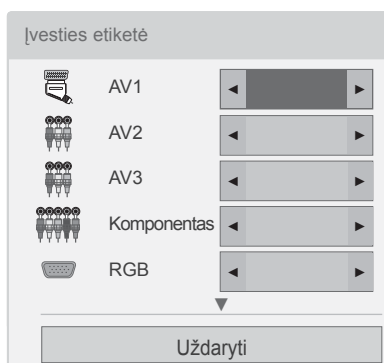 Įvesties etiketė
AV1
AV2
AV3
Komponentas
RGB
Uždaryti